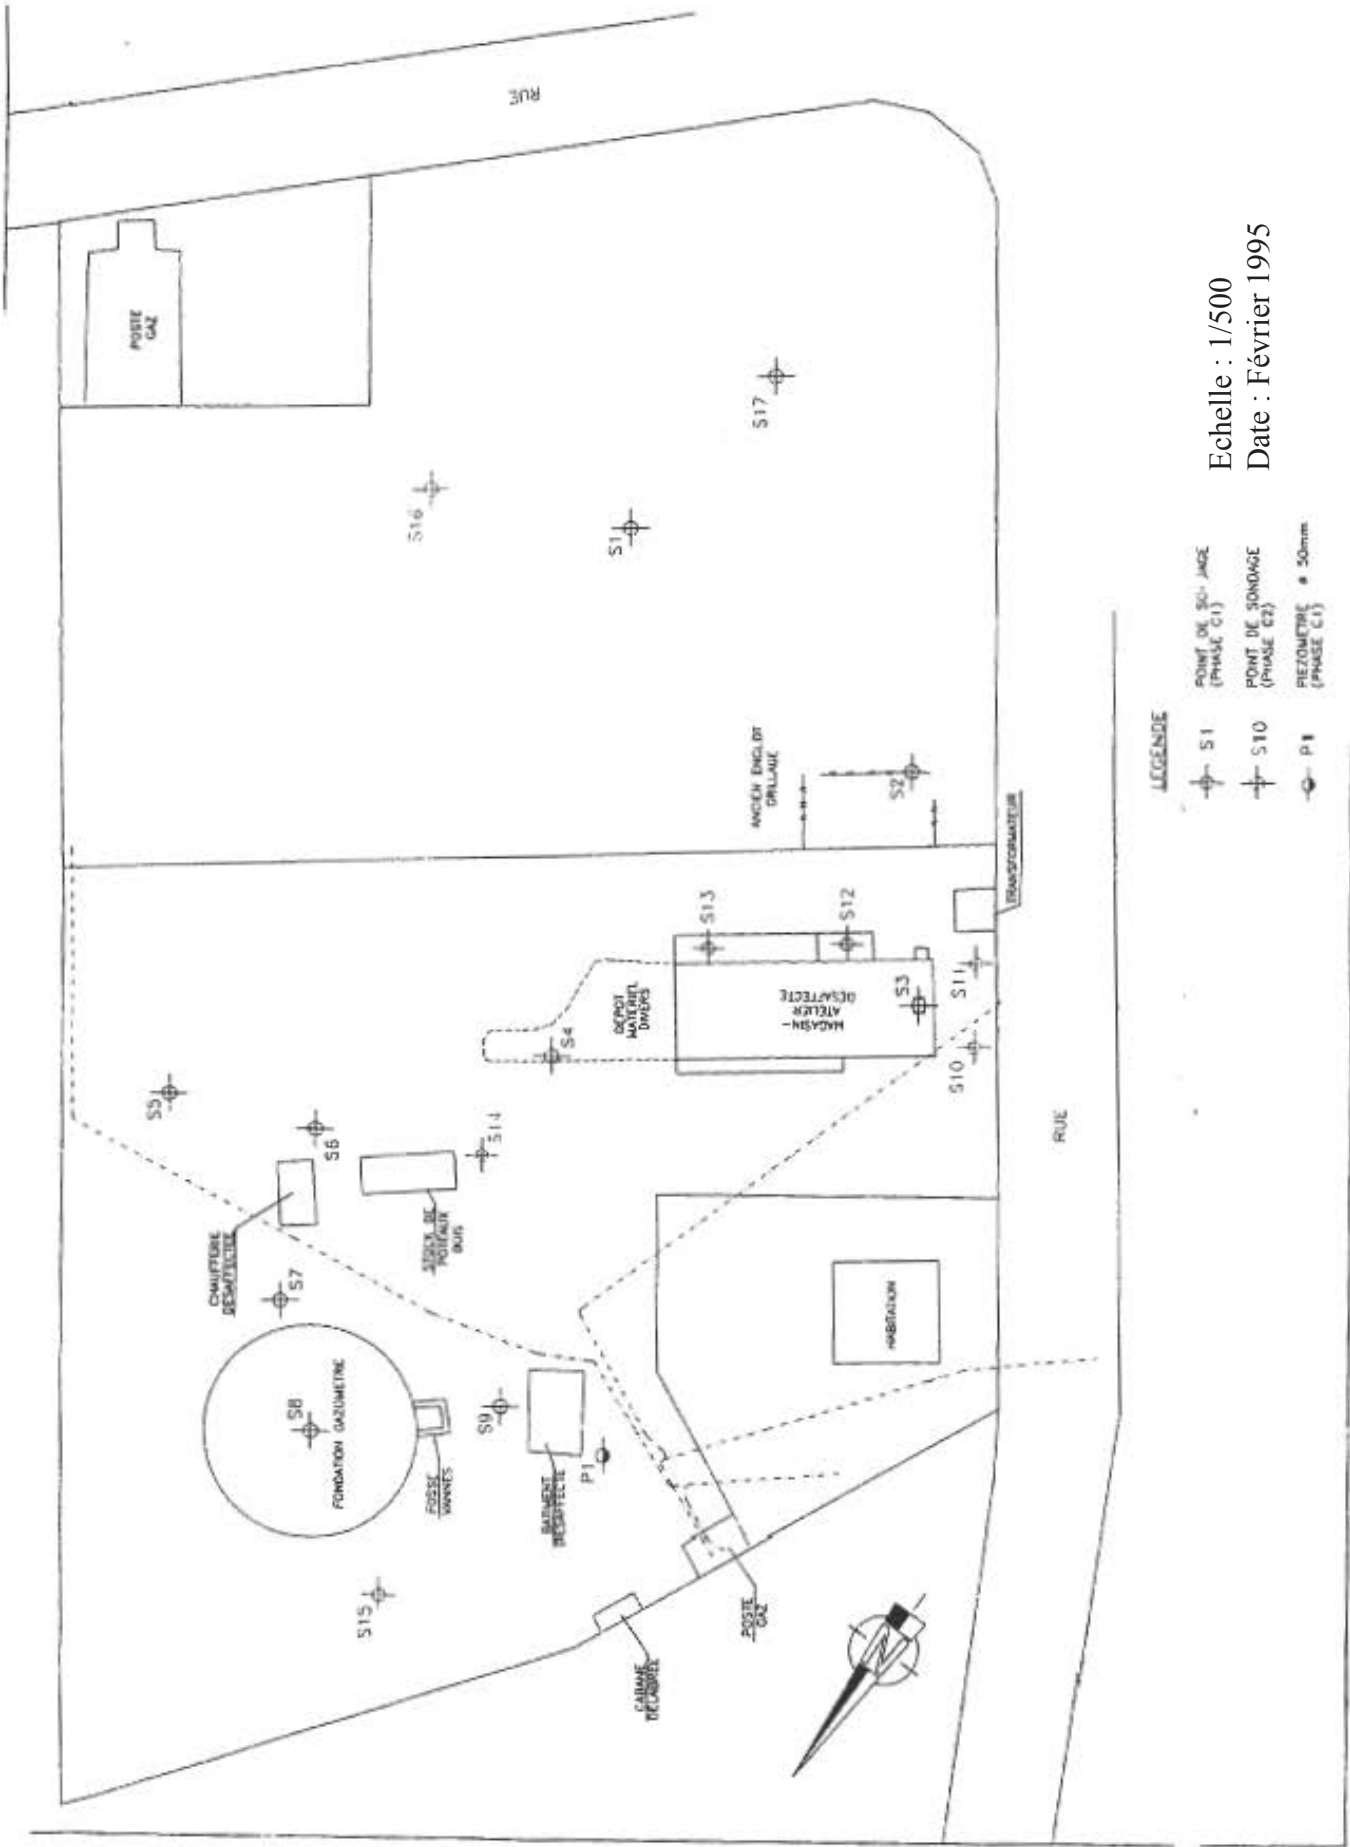 RUE
POSTE
GAZ
S16
S1
S17
ANCIEN ENCLOT
GRILLAGE
S2
TRANSFORMATEUR
S13
S12
S11
S3
S10
MAGASIN-
ATELIER
DESAFFECTE
DEPOT
MATERIEL
DIVERS
S4
S5
S6
S14
CHAUFFERIE
DESAFFECTEE
STOCK DE
POTEAUX
BOIS
S7
S8
FONDATION GAZOMETRE
FOSSE
VANNES
S9
BATIMENT
DESAFFECTE
P1
HABITATION
RUE
S15
CABANE
DELABREE
POSTE
GAZ
N
LEGENDE
S1 POINT DE
(PHASE C1)
S10 POINT DE SONDAGE
(PHASE C2)
P1 PIEZOMETRE ø 50mm
(PHASE C1)
Echelle : 1/500
Date : Février 1995